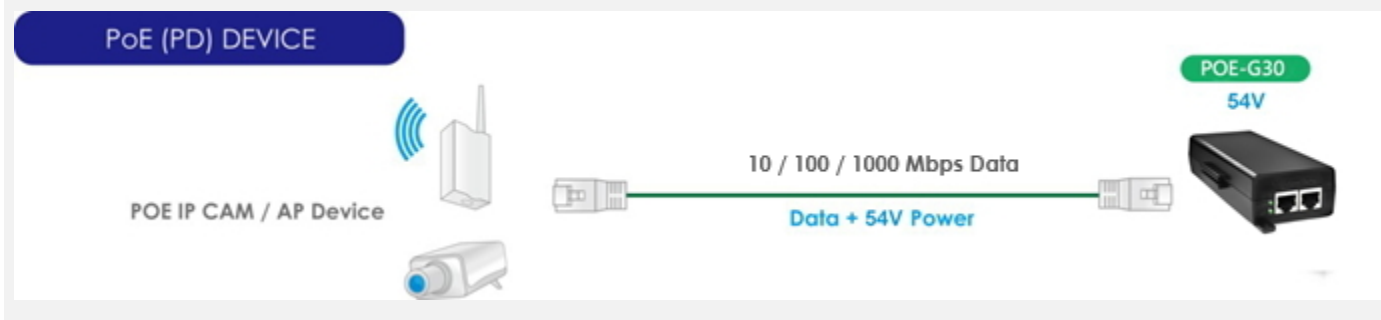 PoE (PD) DEVICE
POE-G30
54V
10 / 100 / 1000 Mbps Data
POE IP CAM / AP Device
Data + 54V Power